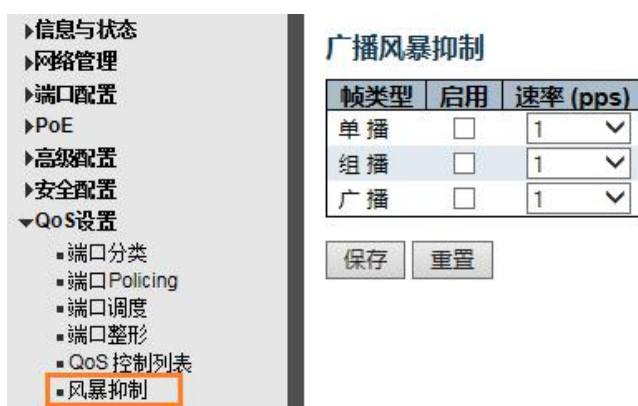 信息与状态
网络管理
端口配置
PoE
高级配置
安全配置
QoS设置
端口分类
端口Policing
端口调度
端口整形
QoS 控制列表
风暴抑制
广播风暴抑制
帧类型 启用 速率 (pps)
单播 1
组播 1
广播 1
保存 重置